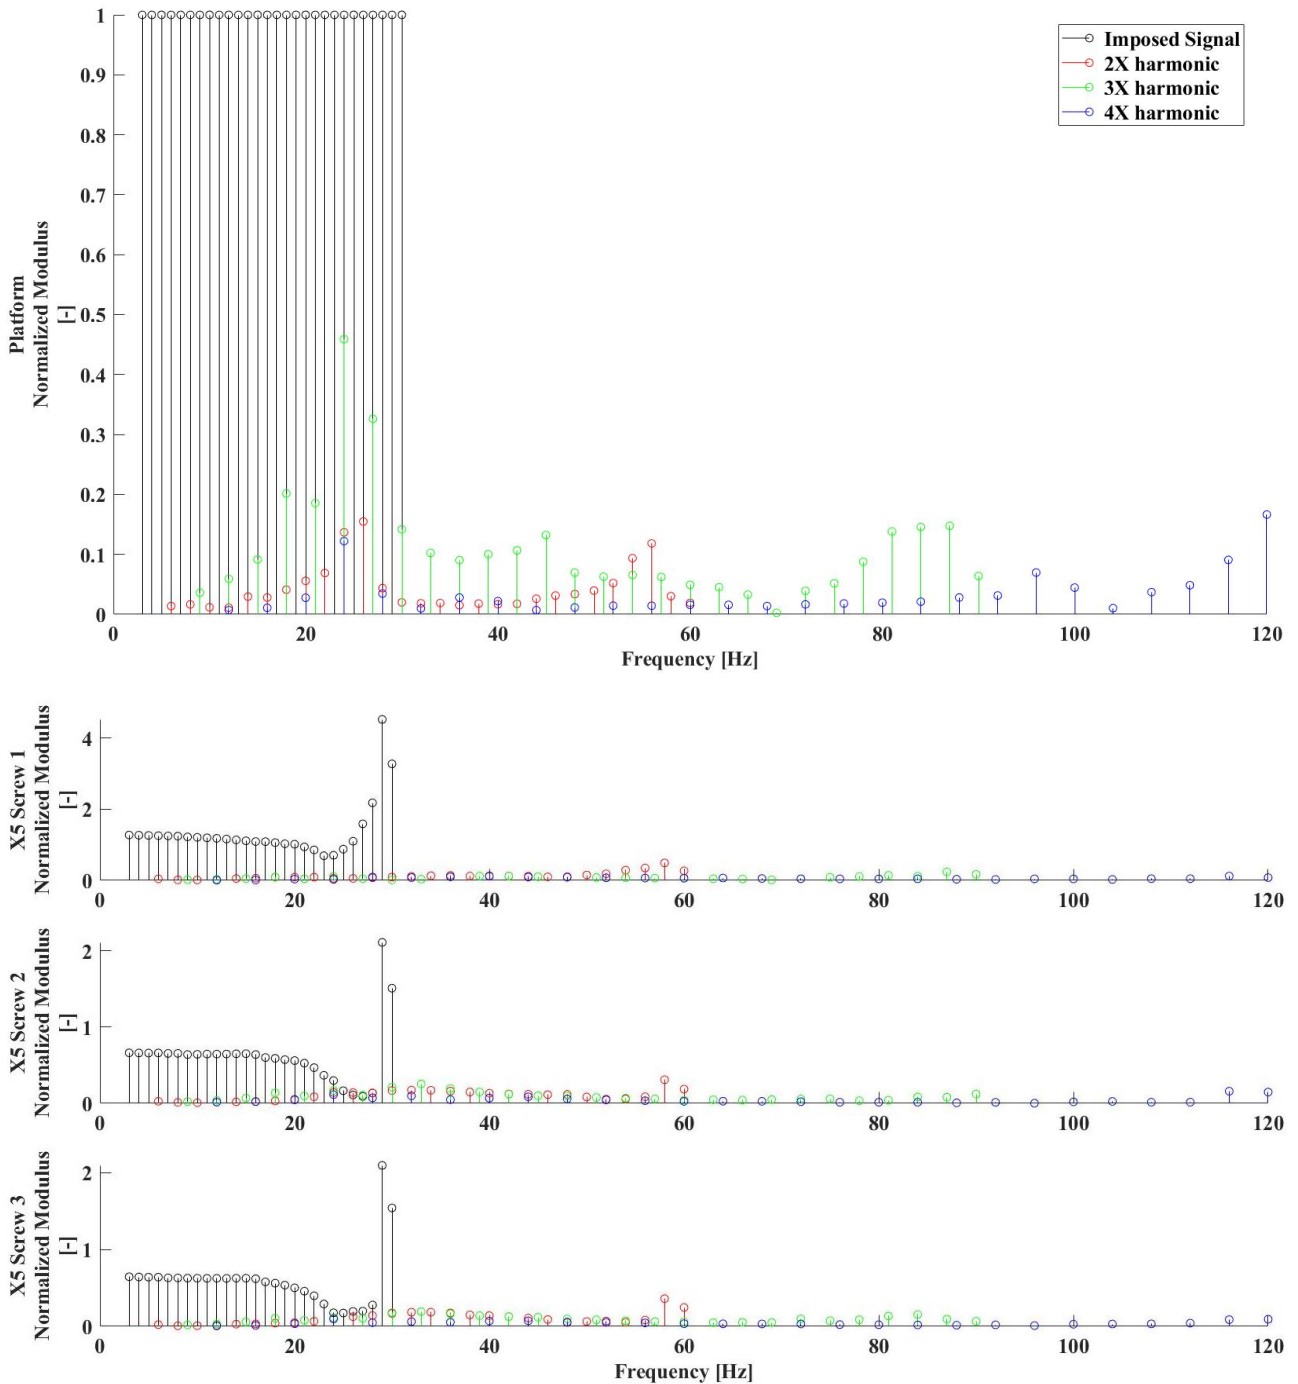 1
0.9
0.8
0.7
0.6
0.5
0.4
0.3
0.2
0.1
0
Platform
Normalized Modulus
[-]
Imposed Signal
2X harmonic
3X harmonic
4X harmonic
0 20 40 60 80 100 120
Frequency [Hz]
X5 Screw 1
Normalized Modulus
[-]
4
2
0
0 20 40 60 80 100 120
X5 Screw 2
Normalized Modulus
[-]
2
1
0
0 20 40 60 80 100 120
X5 Screw 3
Normalized Modulus
[-]
2
1
0
0 20 40 60 80 100 120
Frequency [Hz]